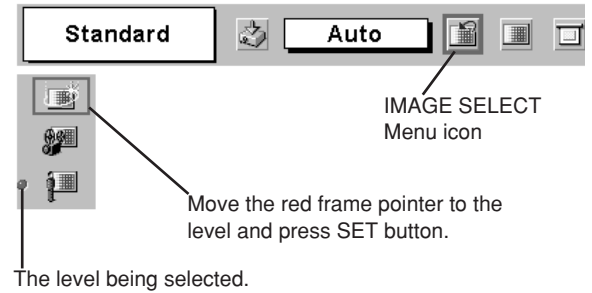 Standard
Auto
IMAGE SELECT
Menu icon
Move the red frame pointer to the
level and press SET button.
The level being selected.